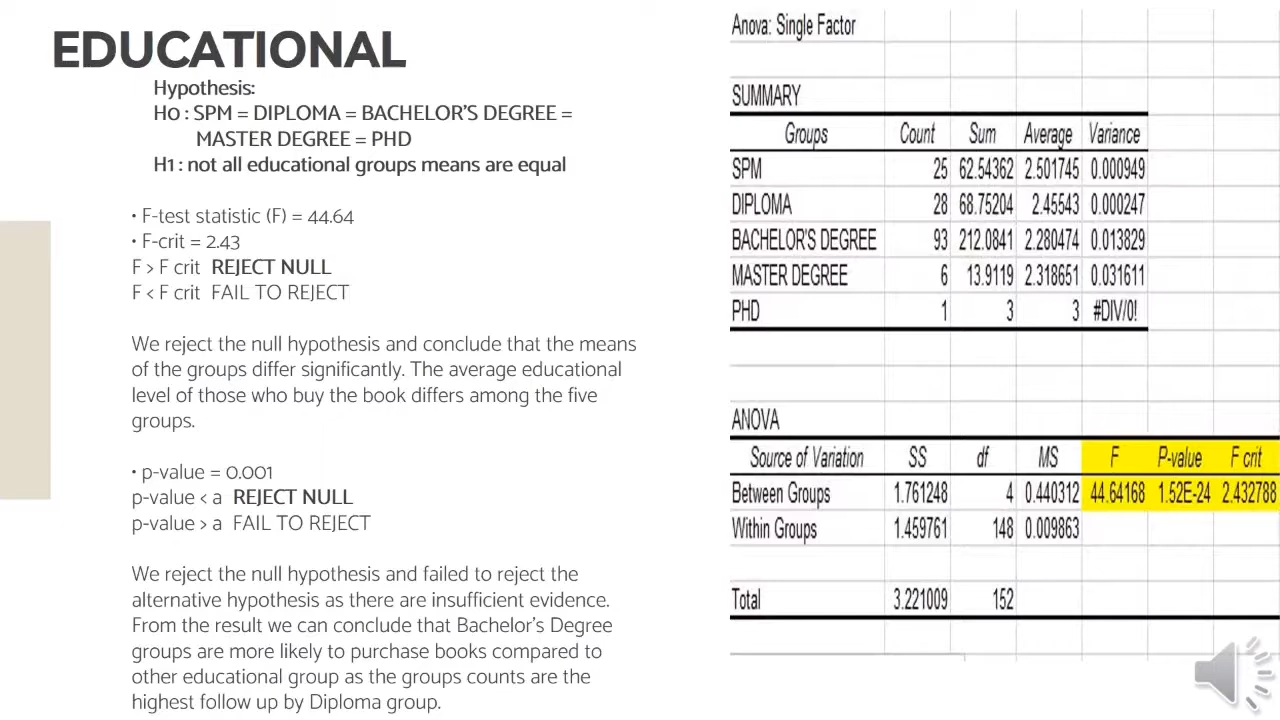 EDUCATIONAL
Hypothesis:
H0 : SPM = DIPLOMA = BACHELOR'S DEGREE =
MASTER DEGREE = PHD
H1 : not all educational groups means are equal
• F-test statistic (F) = 44.64
• F-crit = 2.43
F > F crit REJECT NULL
F < F crit FAIL TO REJECT
We reject the null hypothesis and conclude that the means
of the groups differ significantly. The average educational
level of those who buy the book differs among the five
groups.
• p-value = 0.001
p-value < a REJECT NULL
p-value > a FAIL TO REJECT
We reject the null hypothesis and failed to reject the
alternative hypothesis as there are insufficient evidence.
From the result we can conclude that Bachelor's Degree
groups are more likely to purchase books compared to
other educational group as the groups counts are the
highest follow up by Diploma group.
Anova: Single Factor
SUMMARY
Groups Count Sum Average Variance
SPM 25 62.54362 2.501745 0.000949
DIPLOMA 28 68.75204 2.45543 0.000247
BACHELOR'S DEGREE 93 212.0841 2.280474 0.013829
MASTER DEGREE 6 13.9119 2.318651 0.031611
PHD 1 3 3 #DIV/0!
ANOVA
Source of Variation SS df MS F P-value F crit
Between Groups 1.761248 4 0.440312 44.64168 1.52E-24 2.432788
Within Groups 1.459761 148 0.009863
Total 3.221009 152